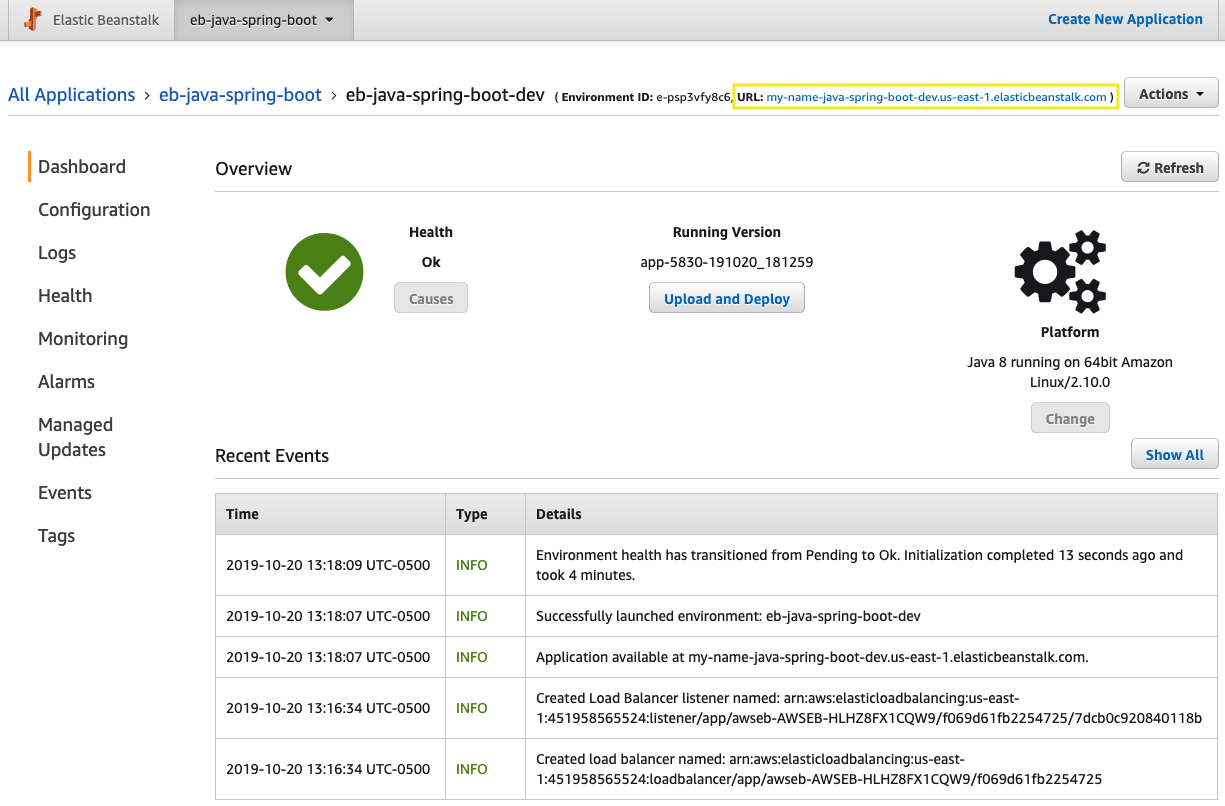 Elastic Beanstalk
eb-java-spring-boot
Create New Application
All Applications › eb-java-spring-boot › eb-java-spring-boot-dev ( Environment ID: e-psp3vfy8c6, URL: my-name-java-spring-boot-dev.us-east-1.elasticbeanstalk.com )
Actions
Dashboard
Configuration
Logs
Health
Monitoring
Alarms
Managed
Updates
Events
Tags
Overview
Refresh
Health
Ok
Causes
Running Version
app-5830-191020_181259
Upload and Deploy
Platform
Java 8 running on 64bit Amazon
Linux/2.10.0
Change
Recent Events
Show All
Time Type Details
2019-10-20 13:18:09 UTC-0500 INFO Environment health has transitioned from Pending to Ok. Initialization completed 13 seconds ago and
took 4 minutes.
2019-10-20 13:18:07 UTC-0500 INFO Successfully launched environment: eb-java-spring-boot-dev
2019-10-20 13:18:07 UTC-0500 INFO Application available at my-name-java-spring-boot-dev.us-east-1.elasticbeanstalk.com.
2019-10-20 13:16:34 UTC-0500 INFO Created Load Balancer listener named: arn:aws:elasticloadbalancing:us-east-
1:451958565524:listener/app/awseb-AWSEB-HLHZ8FX1CQW9/f069d61fb2254725/7dcb0c920840118b
2019-10-20 13:16:34 UTC-0500 INFO Created load balancer named: arn:aws:elasticloadbalancing:us-east-
1:451958565524:loadbalancer/app/awseb-AWSEB-HLHZ8FX1CQW9/f069d61fb2254725